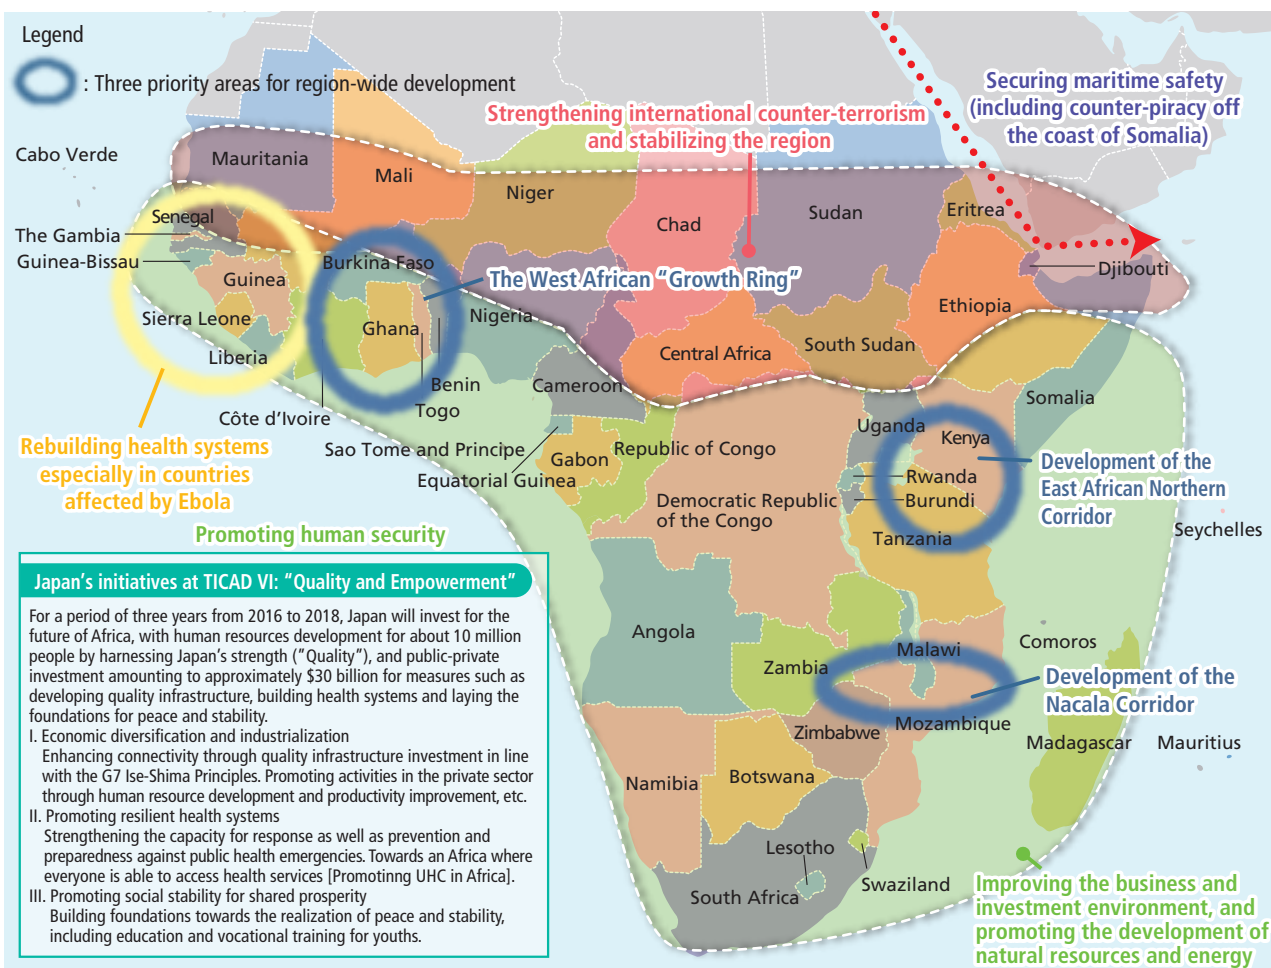 Legend
: Three priority areas for region-wide development
Securing maritime safety
(including counter-piracy off
the coast of Somalia)
Strengthening international counter-terrorism
and stabilizing the region
Cabo Verde
Mauritania
Mali
Niger
Chad
Sudan
Eritrea
Senegal
The Gambia
Guinea-Bissau
Guinea
Burkina Faso
The West African “Growth Ring”
Djibouti
Ethiopia
Sierra Leone
Ghana
Nigeria
Liberia
Central Africa
South Sudan
Benin
Togo
Cameroon
Côte d’Ivoire
Somalia
Uganda
Kenya
Rebuilding health systems
especially in countries
affected by Ebola
Sao Tome and Principe
Equatorial Guinea
Gabon
Republic of Congo
Rwanda
Burundi
Development of the
East African Northern
Corridor
Democratic Republic
of the Congo
Tanzania
Seychelles
Promoting human security
Japan’s initiatives at TICAD VI: “Quality and Empowerment”
For a period of three years from 2016 to 2018, Japan will invest for the
future of Africa, with human resources development for about 10 million
people by harnessing Japan’s strength (”Quality”), and public-private
investment amounting to approximately $30 billion for measures such as
developing quality infrastructure, building health systems and laying the
foundations for peace and stability.
I. Economic diversification and industrialization
Enhancing connectivity through quality infrastructure investment in line
with the G7 Ise-Shima Principles. Promoting activities in the private sector
through human resource development and productivity improvement, etc.
II. Promoting resilient health systems
Strengthening the capacity for response as well as prevention and
preparedness against public health emergencies. Towards an Africa where
everyone is able to access health services [Promotinng UHC in Africa].
III. Promoting social stability for shared prosperity
Building foundations towards the realization of peace and stability,
including education and vocational training for youths.
Angola
Zambia
Malawi
Comoros
Development of the
Nacala Corridor
Mozambique
Zimbabwe
Madagascar
Mauritius
Namibia
Botswana
Lesotho
Swaziland
South Africa
Improving the business and
investment environment, and
promoting the development of
natural resources and energy